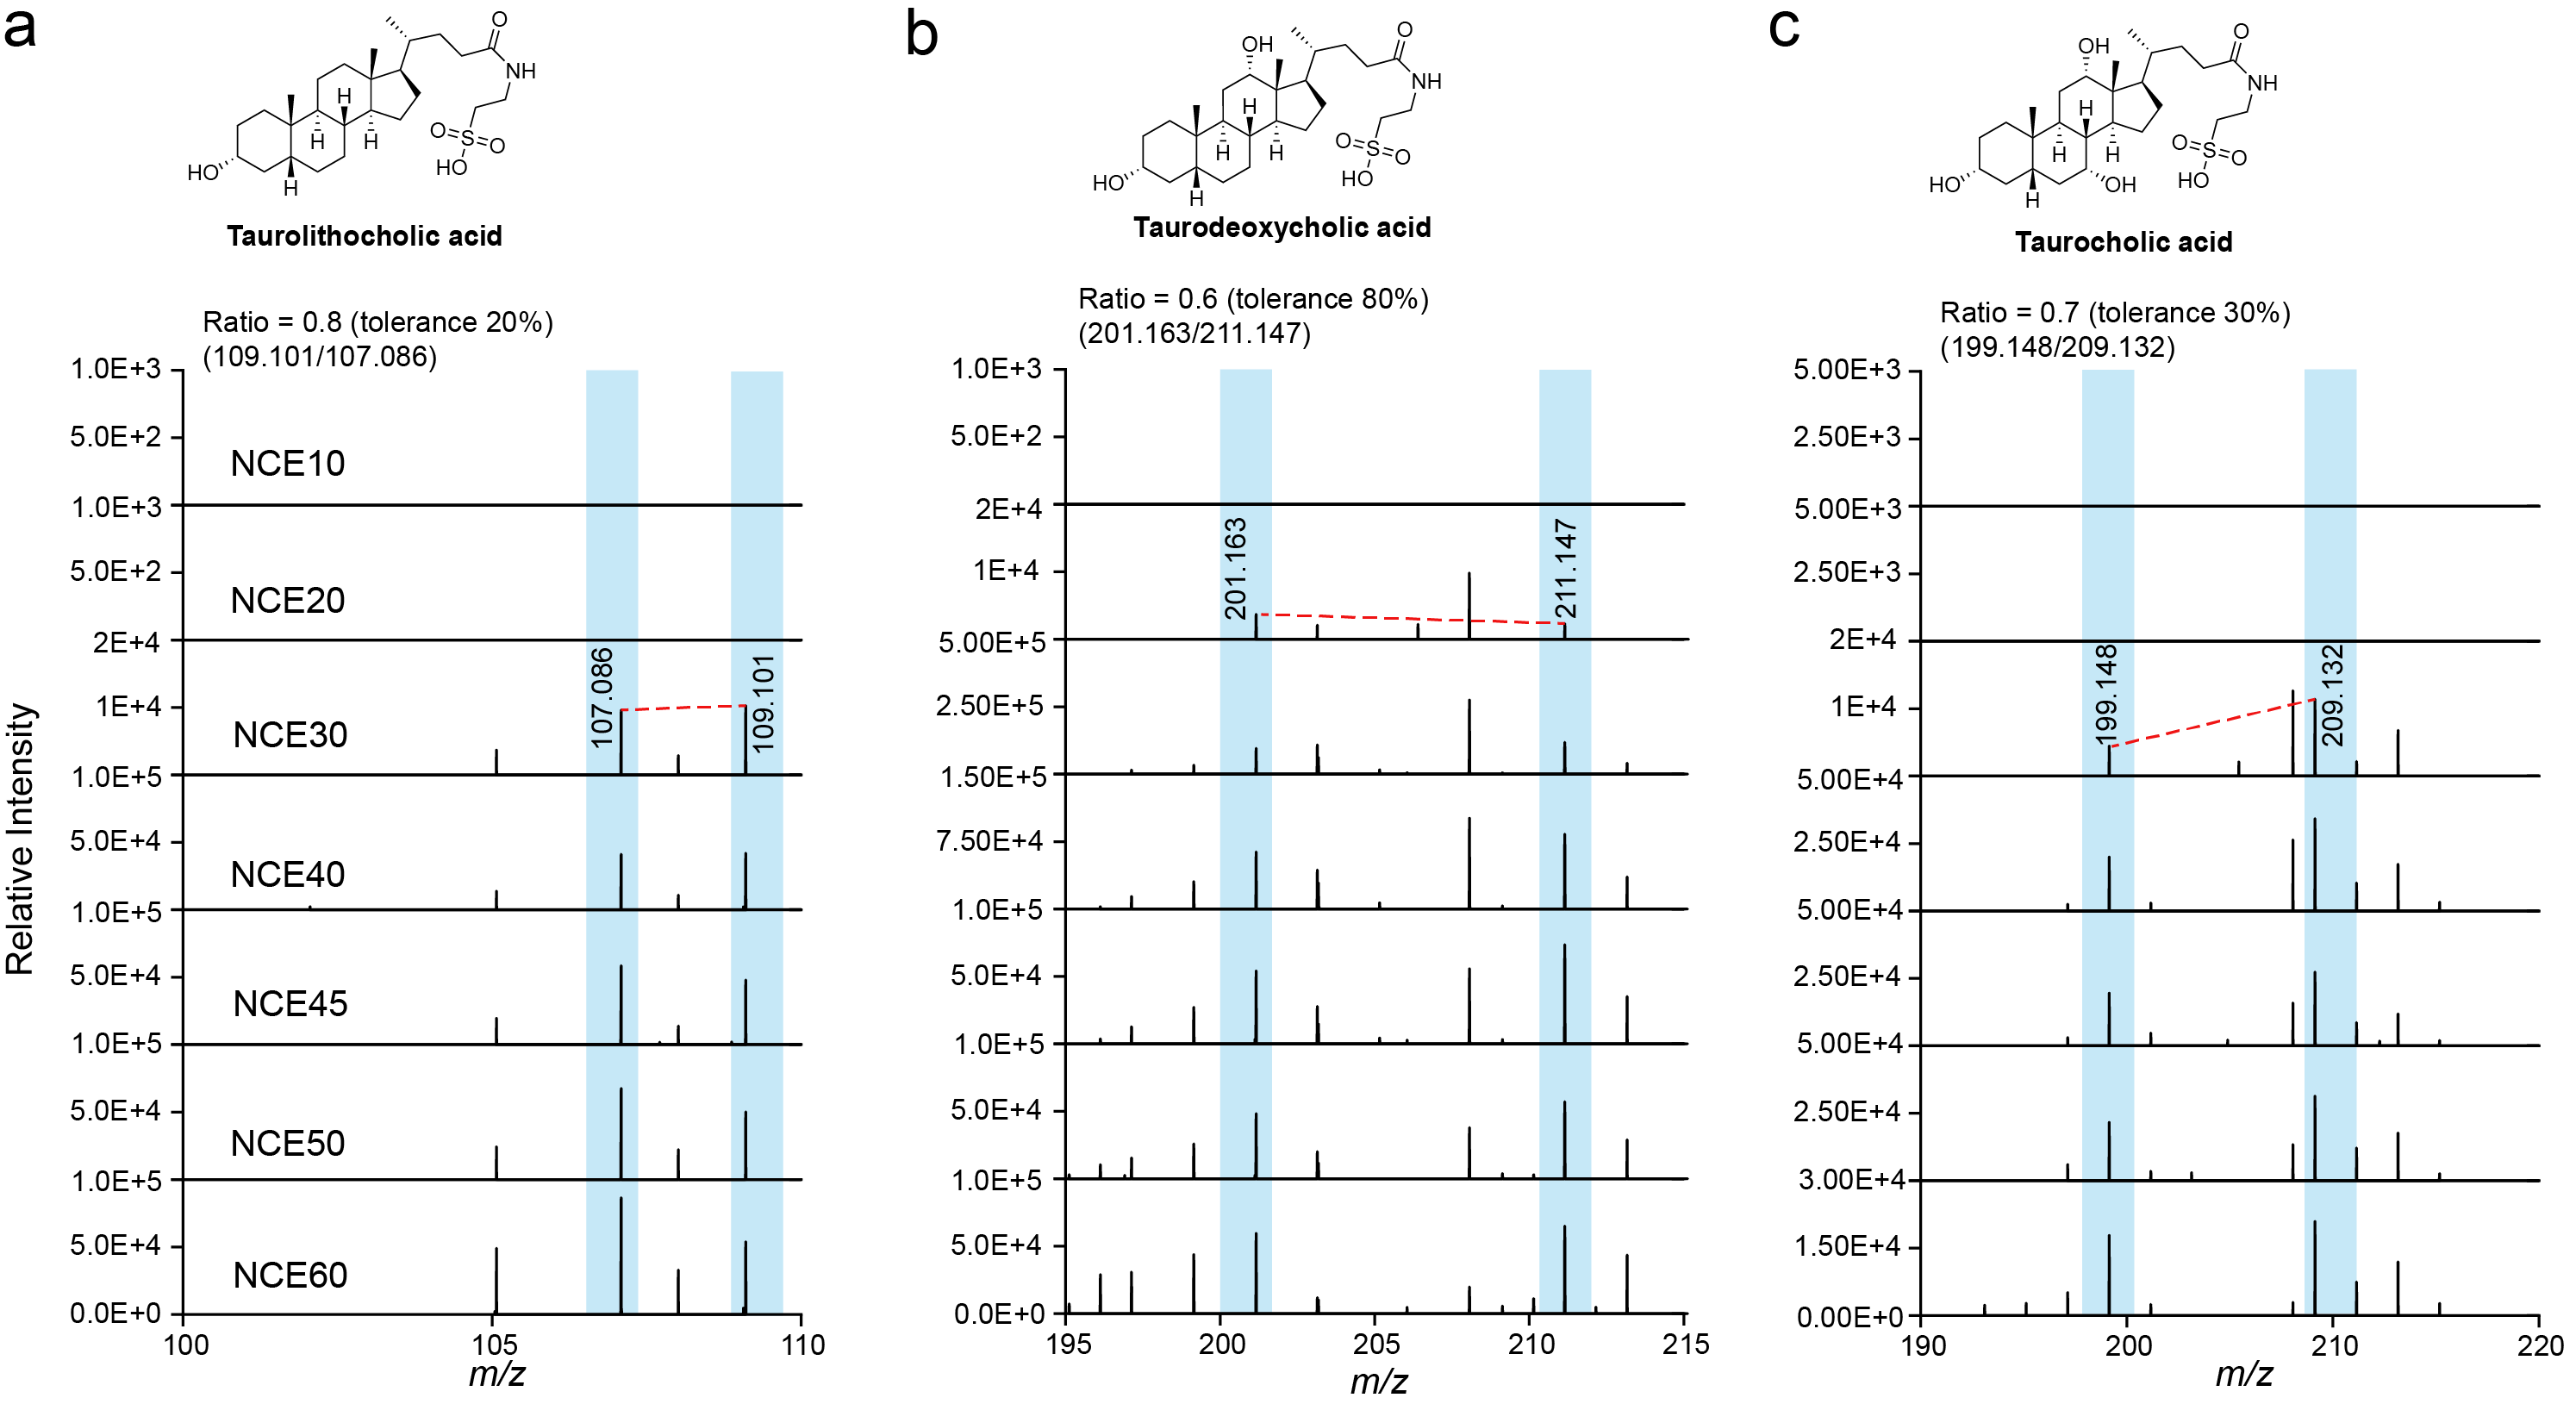 a
O
NH
H
H
H
O
S
O
HO
HO
H
Taurolithocholic acid
Ratio = 0.8 (tolerance 20%)
(109.101/107.086)
Relative Intensity
1.0E+3
5.0E+2
NCE10
1.0E+3
5.0E+2
NCE20
2E+4
107.086
109.101
1E+4
NCE30
1.0E+5
5.0E+4
NCE40
1.0E+5
5.0E+4
NCE45
1.0E+5
5.0E+4
NCE50
1.0E+5
5.0E+4
NCE60
0.0E+0
100 105 110
m/z
b
OH
O
NH
H
H
H
O
S
O
HO
HO
H
Taurodeoxycholic acid
Ratio = 0.6 (tolerance 80%)
(201.163/211.147)
1.0E+3
5.0E+2
2E+4
201.163
211.147
1E+4
5.00E+5
2.50E+5
1.50E+5
7.50E+4
1.0E+5
5.0E+4
1.0E+5
5.0E+4
1.0E+5
5.0E+4
0.0E+0
195 200 205 210 215
m/z
c
OH
O
NH
H
H
H
O
S
O
HO
HO
OH
H
Taurocholic acid
Ratio = 0.7 (tolerance 30%)
(199.148/209.132)
5.00E+3
2.50E+3
5.00E+3
2.50E+3
2E+4
199.148
209.132
1E+4
5.00E+4
2.50E+4
5.00E+4
2.50E+4
5.00E+4
2.50E+4
3.00E+4
1.50E+4
0.00E+0
190 200 210 220
m/z